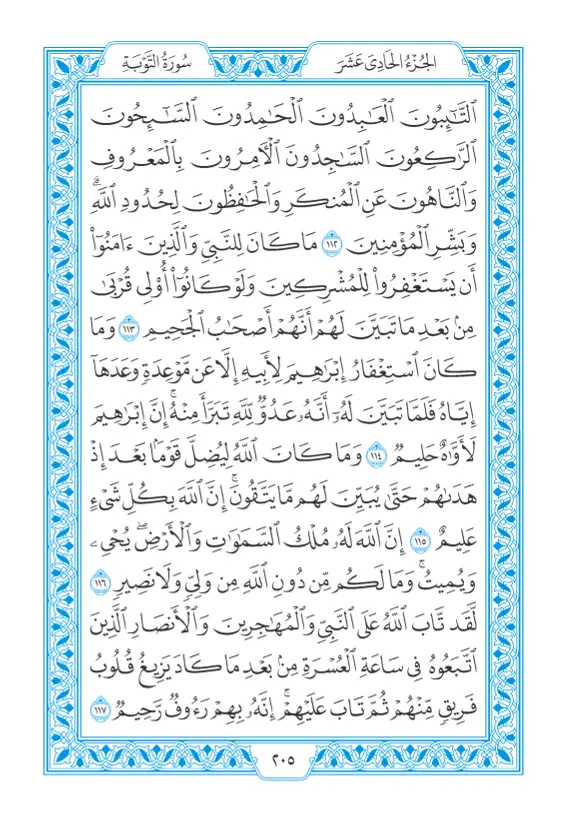 الجُزْءُ الحَادِيَ عَشَرَ
سُورَةُ التَّوْبَةِ
ٱلتَّـٰٓئِبُونَ ٱلْعَـٰبِدُونَ ٱلْحَـٰمِدُونَ ٱلسَّـٰٓئِحُونَ
ٱلرَّٰكِعُونَ ٱلسَّـٰجِدُونَ ٱلْـَٔامِرُونَ بِٱلْمَعْرُوفِ
وَٱلنَّاهُونَ عَنِ ٱلْمُنكَرِ وَٱلْحَـٰفِظُونَ لِحُدُودِ ٱللَّهِۗ
وَبَشِّرِ ٱلْمُؤْمِنِينَ ١١٢ مَا كَانَ لِلنَّبِيِّ وَٱلَّذِينَ ءَامَنُوٓا۟
أَن يَسْتَغْفِرُوا۟ لِلْمُشْرِكِينَ وَلَوْ كَانُوٓا۟ أُو۟لِى قُرْبَىٰ
مِنۢ بَعْدِ مَا تَبَيَّنَ لَهُمْ أَنَّهُمْ أَصْحَـٰبُ ٱلْجَحِيمِ ١١٣ وَمَا
كَانَ ٱسْتِغْفَارُ إِبْرَٰهِيمَ لِأَبِيهِ إِلَّا عَن مَّوْعِدَةٍ وَعَدَهَآ
إِيَّاهُ فَلَمَّا تَبَيَّنَ لَهُۥٓ أَنَّهُۥ عَدُوٌّ لِّلَّهِ تَبَرَّأَ مِنْهُۚ إِنَّ إِبْرَٰهِيمَ
لَأَوَّٰهٌ حَلِيمٌ ١١٤ وَمَا كَانَ ٱللَّهُ لِيُضِلَّ قَوْمًۢا بَعْدَ إِذْ
هَدَىٰهُمْ حَتَّىٰ يُبَيِّنَ لَهُم مَّا يَتَّقُونَۚ إِنَّ ٱللَّهَ بِكُلِّ شَىْءٍ
عَلِيمٌ ١١٥ إِنَّ ٱللَّهَ لَهُۥ مُلْكُ ٱلسَّمَـٰوَٰتِ وَٱلْأَرْضِۖ يُحْىِۦ
وَيُمِيتُۚ وَمَا لَكُم مِّن دُونِ ٱللَّهِ مِن وَلِىٍّ وَلَا نَصِيرٍ ١١٦
لَّقَد تَّابَ ٱللَّهُ عَلَى ٱلنَّبِىِّ وَٱلْمُهَـٰجِرِينَ وَٱلْأَنصَارِ ٱلَّذِينَ
ٱتَّبَعُوهُ فِى سَاعَةِ ٱلْعُسْرَةِ مِنۢ بَعْدِ مَا كَادَ يَزِيغُ قُلُوبُ
فَرِيقٍ مِّنْهُمْ ثُمَّ تَابَ عَلَيْهِمْۚ إِنَّهُۥ بِهِمْ رَءُوفٌ رَّحِيمٌ ١١٧
٢٠٥